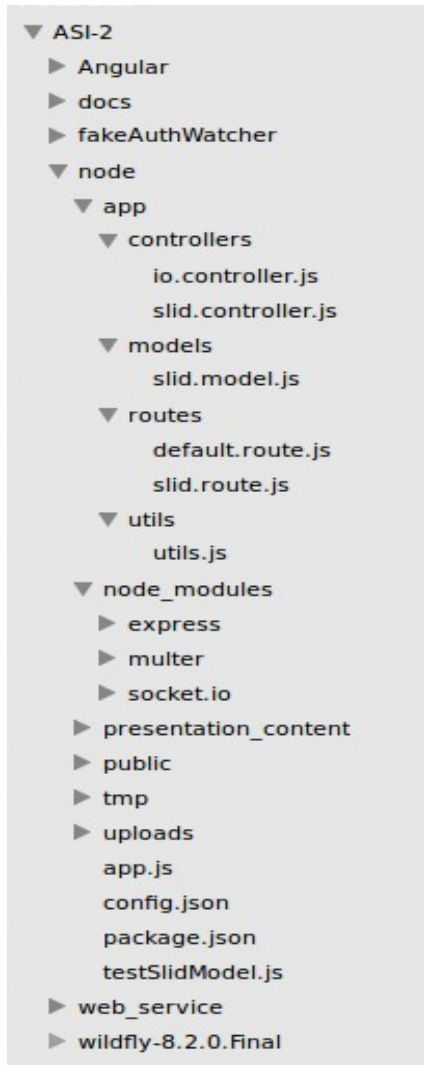 ASI-2
Angular
docs
fakeAuthWatcher
node
app
controllers
io.controller.js
slid.controller.js
models
slid.model.js
routes
default.route.js
slid.route.js
utils
utils.js
node_modules
express
multer
socket.io
presentation_content
public
tmp
uploads
app.js
config.json
package.json
testSlidModel.js
web_service
wildfly-8.2.0.Final